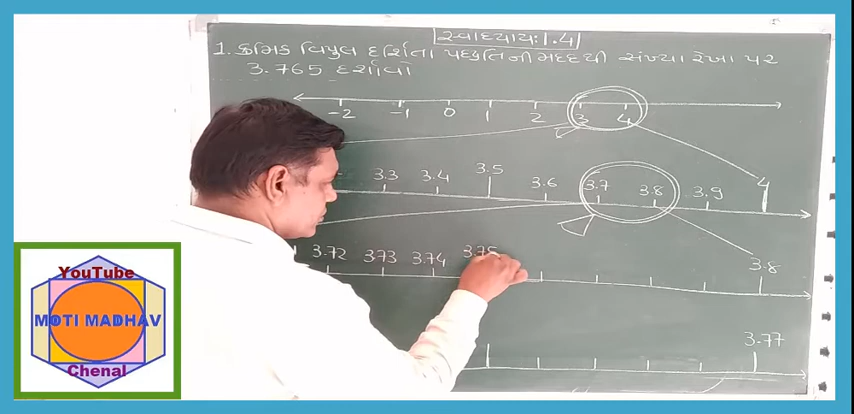 સ્વાધ્યાય:1.4
1. ક્રમિક વિપુલ દર્શિતા પદ્ધતિની મદદથી સંખ્યા રેખા પર
3.765 દર્શાવો
-2 -1 0 1 2 3 4
3.3 3.4 3.5 3.6 3.7 3.8 3.9 4
3.72 373 3.74 3.75 3.8
3.77
YouTube
MOTI MADHAV
Chenal